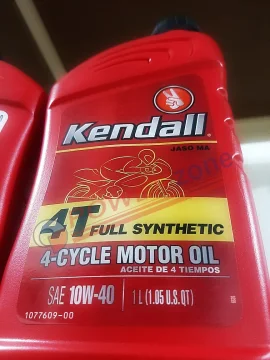 Kendall
JASO MA
4T FULL SYNTHETIC
4-CYCLE MOTOR OIL
ACEITE DE 4 TIEMPOS
SAE 10W-40 1L (1.05 U.S. QT)
1077609-00